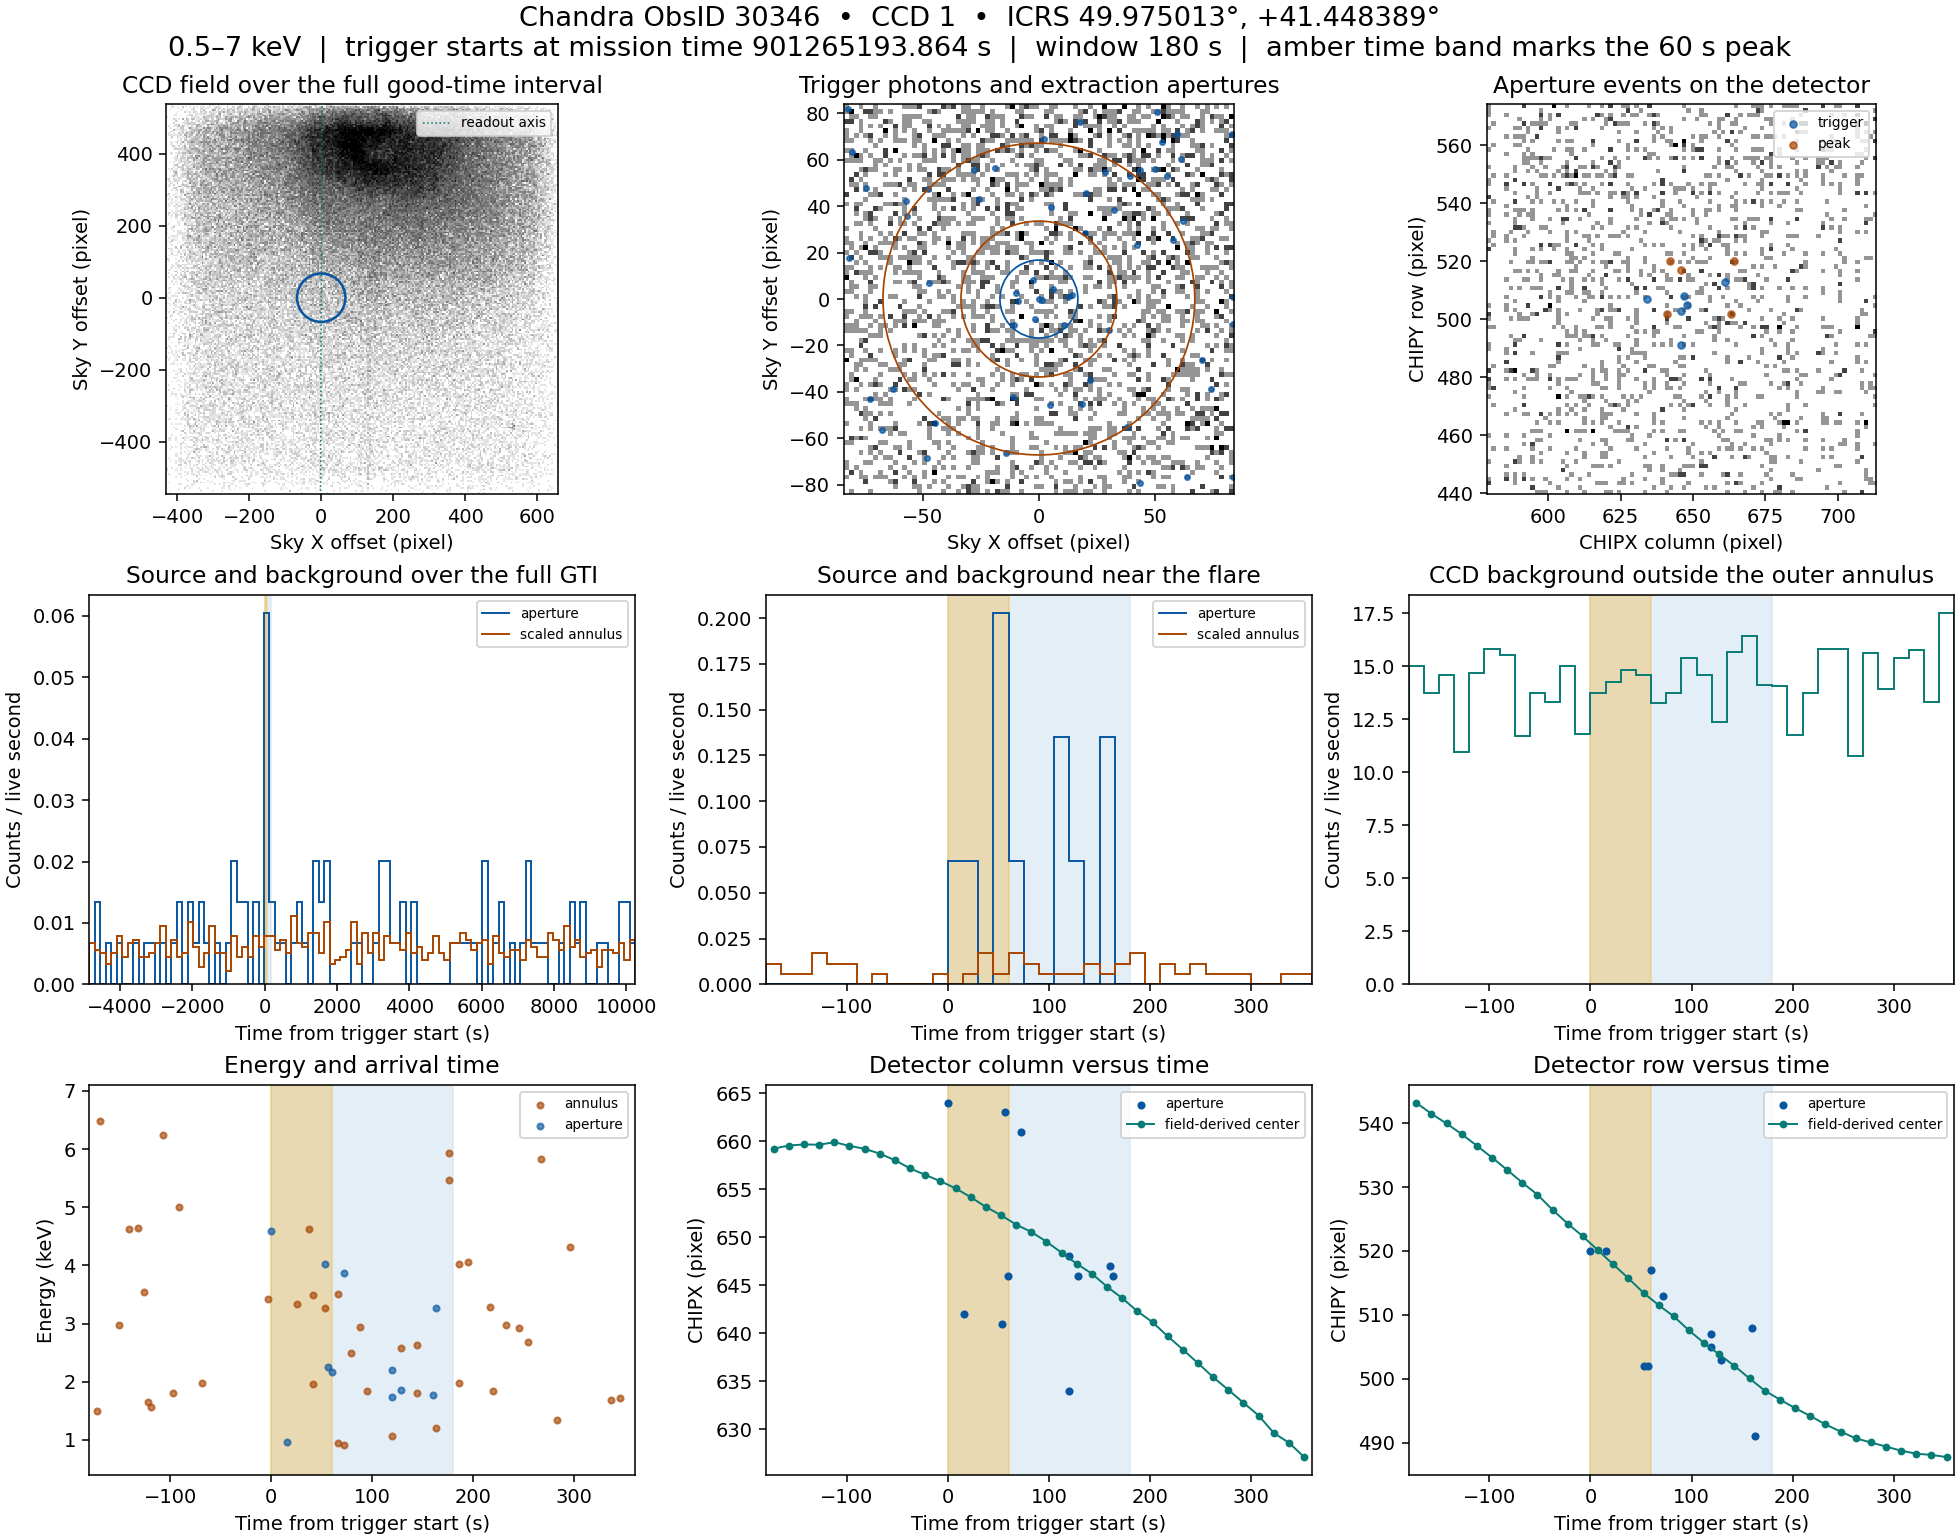 Chandra ObsID 30346 • CCD 1 • ICRS 49.975013°, +41.448389°
0.5–7 keV | trigger starts at mission time 901265193.864 s | window 180 s | amber time band marks the 60 s peak
CCD field over the full good-time interval
readout axis
400
200
0
−200
−400
−400 −200 0 200 400 600
Sky X offset (pixel)
Sky Y offset (pixel)
Trigger photons and extraction apertures
80
60
40
20
0
−20
−40
−60
−80
−50 0 50
Sky X offset (pixel)
Sky Y offset (pixel)
Aperture events on the detector
trigger
peak
560
540
520
500
480
460
440
600 625 650 675 700
CHIPX column (pixel)
CHIPY row (pixel)
Source and background over the full GTI
aperture
scaled annulus
0.06
0.05
0.04
0.03
0.02
0.01
0.00
−4000 −2000 0 2000 4000 6000 8000 10000
Time from trigger start (s)
Counts / live second
Source and background near the flare
aperture
scaled annulus
0.200
0.175
0.150
0.125
0.100
0.075
0.050
0.025
0.000
−100 0 100 200 300
Time from trigger start (s)
Counts / live second
CCD background outside the outer annulus
17.5
15.0
12.5
10.0
7.5
5.0
2.5
0.0
−100 0 100 200 300
Time from trigger start (s)
Counts / live second
Energy and arrival time
annulus
aperture
7
6
5
4
3
2
1
−100 0 100 200 300
Time from trigger start (s)
Energy (keV)
Detector column versus time
aperture
field-derived center
665
660
655
650
645
640
635
630
−100 0 100 200 300
Time from trigger start (s)
CHIPX (pixel)
Detector row versus time
aperture
field-derived center
540
530
520
510
500
490
−100 0 100 200 300
Time from trigger start (s)
CHIPY (pixel)